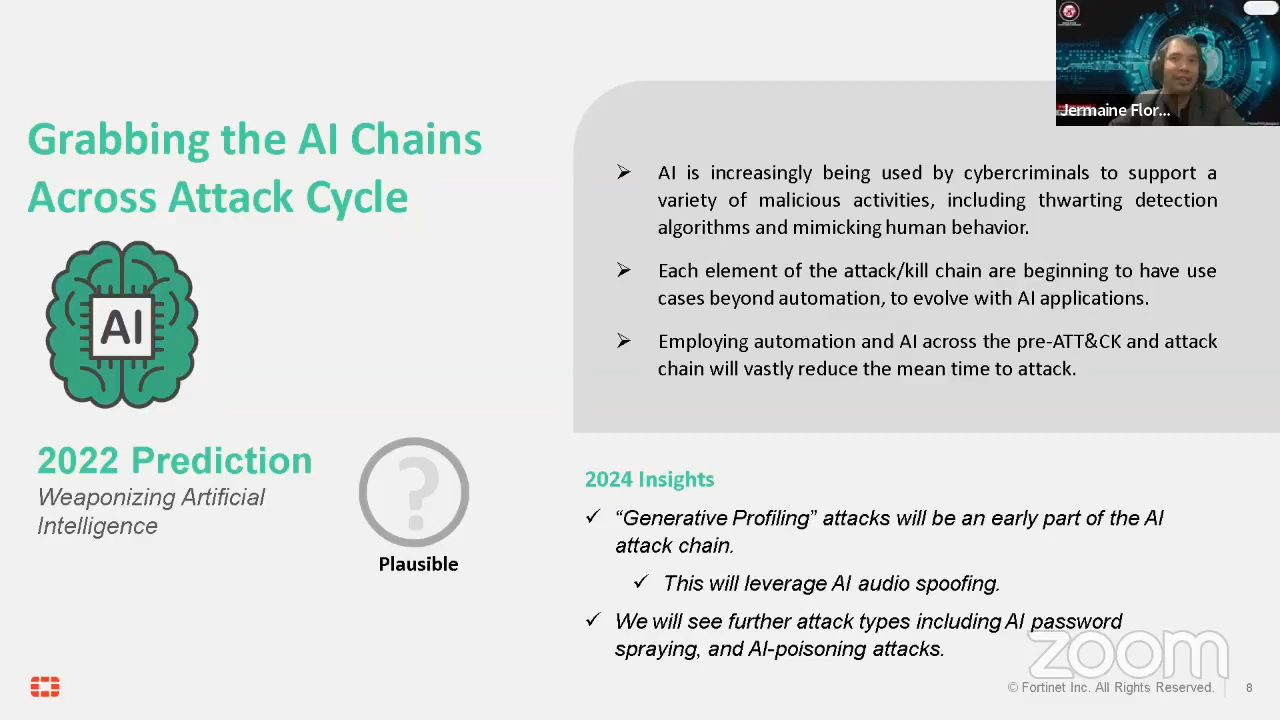 Jermaine Flor...
Grabbing the AI Chains
Across Attack Cycle
AI
2022 Prediction
Weaponizing Artificial
Intelligence
?
Plausible
➢ AI is increasingly being used by cybercriminals to support a
variety of malicious activities, including thwarting detection
algorithms and mimicking human behavior.
➢ Each element of the attack/kill chain are beginning to have use
cases beyond automation, to evolve with AI applications.
➢ Employing automation and AI across the pre-ATT&CK and attack
chain will vastly reduce the mean time to attack.
2024 Insights
✓ “Generative Profiling” attacks will be an early part of the AI
attack chain.
✓ This will leverage AI audio spoofing.
✓ We will see further attack types including AI password
spraying, and AI-poisoning attacks.
zoom
© Fortinet Inc. All Rights Reserved. 8